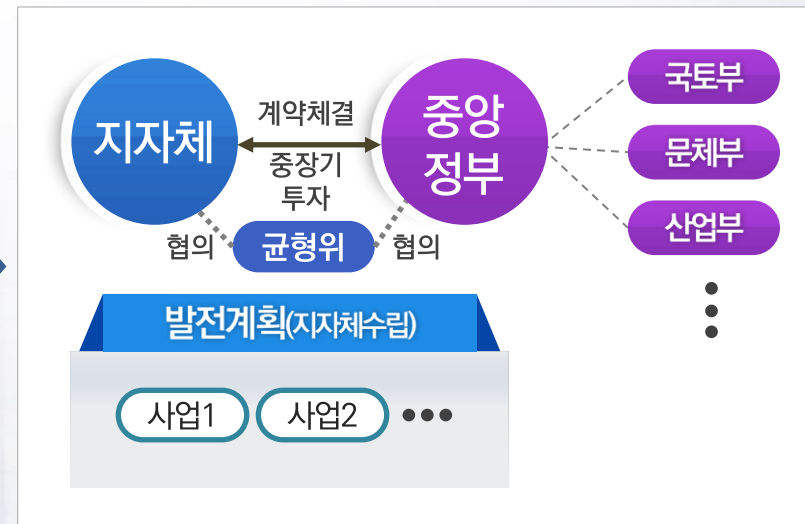 지자체
계약체결
중장기
투자
중앙
정부
협의
균형위
협의
국토부
문체부
산업부
발전계획(지자체수립)
사업1
사업2